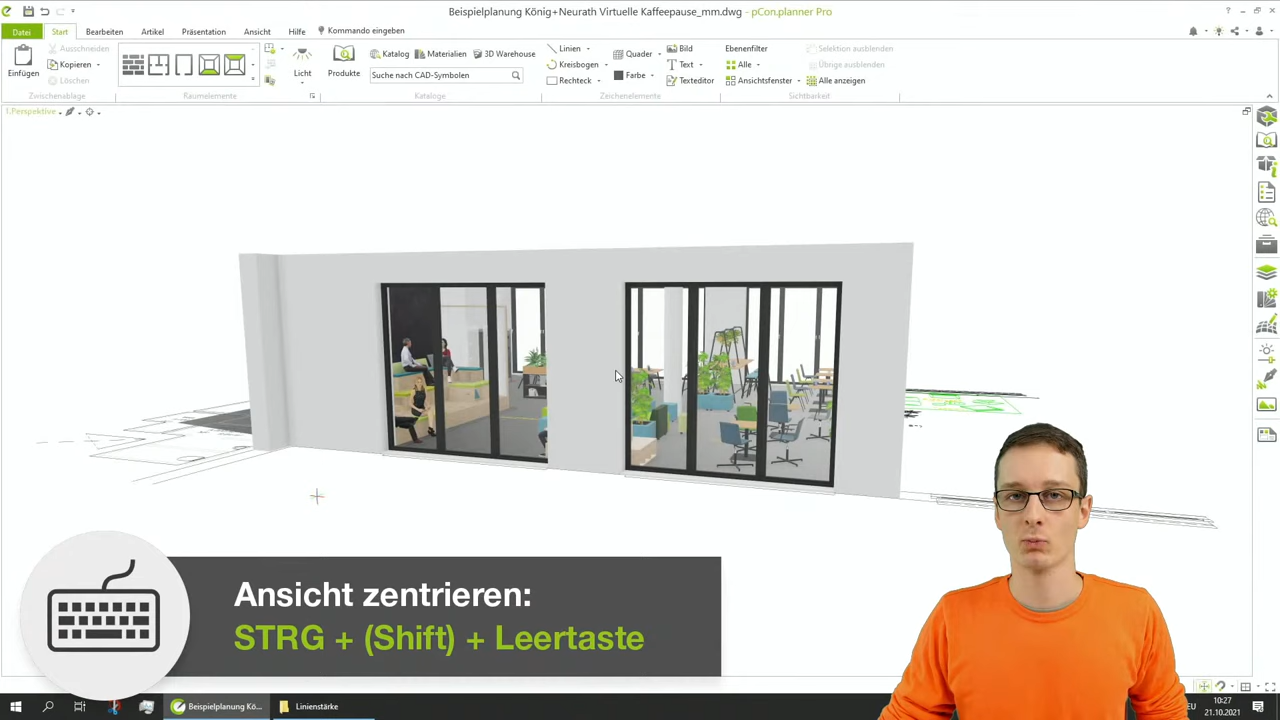 Beispielplanung König+Neurath Virtuelle Kaffeepause_mm.dwg - pCon.planner Pro
Datei Start Bearbeiten Artikel Präsentation Ansicht Hilfe Kommando eingeben
Einfügen
Ausschneiden
Kopieren
Löschen
Zwischenablage
Raumelemente
Licht
Produkte
Katalog Materialien 3D Warehouse
Suche nach CAD-Symbolen
Kataloge
Linien
Kreisbogen
Rechteck
Quader
Farbe
Bild
Text
Texteditor
Zeichenelemente
Ebenenfilter
Alle
Ansichtsfenster
Selektion ausblenden
Übrige ausblenden
Alle anzeigen
Sichtbarkeit
1.Perspektive
Ansicht zentrieren:
STRG + (Shift) + Leertaste
Beispielplanung Kö...
Linienstärke
EU
10:27
21.10.2021